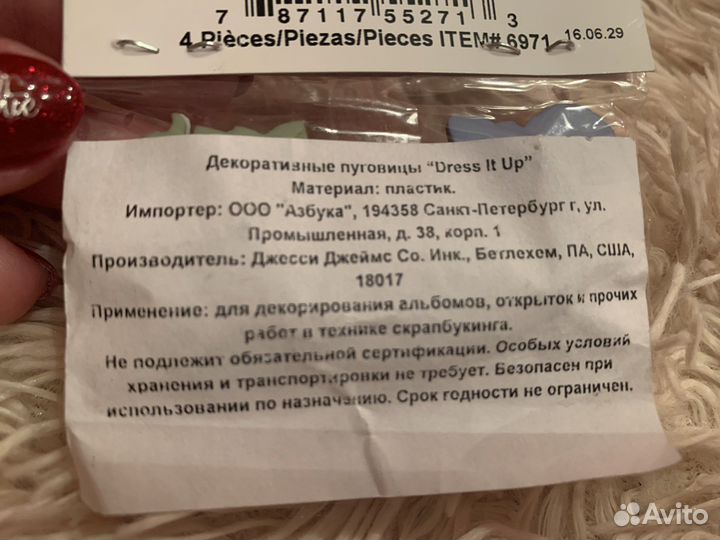 7 87117 55271 3
4 Pièces/Piezas/Pieces ITEM# 6971 16.06.29
Декоративные пуговицы “Dress It Up”
Материал: пластик.
Импортер: ООО "Азбука", 194358 Санкт-Петербург г, ул.
Промышленная, д. 38, корп. 1
Производитель: Джесси Джеймс Со. Инк., Бетлехем, ПА, США,
18017
Применение: для декорирования альбомов, открыток и прочих
работ в технике скрапбукинга.
Не подлежит обязательной сертификации. Особых условий
хранения и транспортировки не требует. Безопасен при
использовании по назначению. Срок годности не ограничен.
Avito